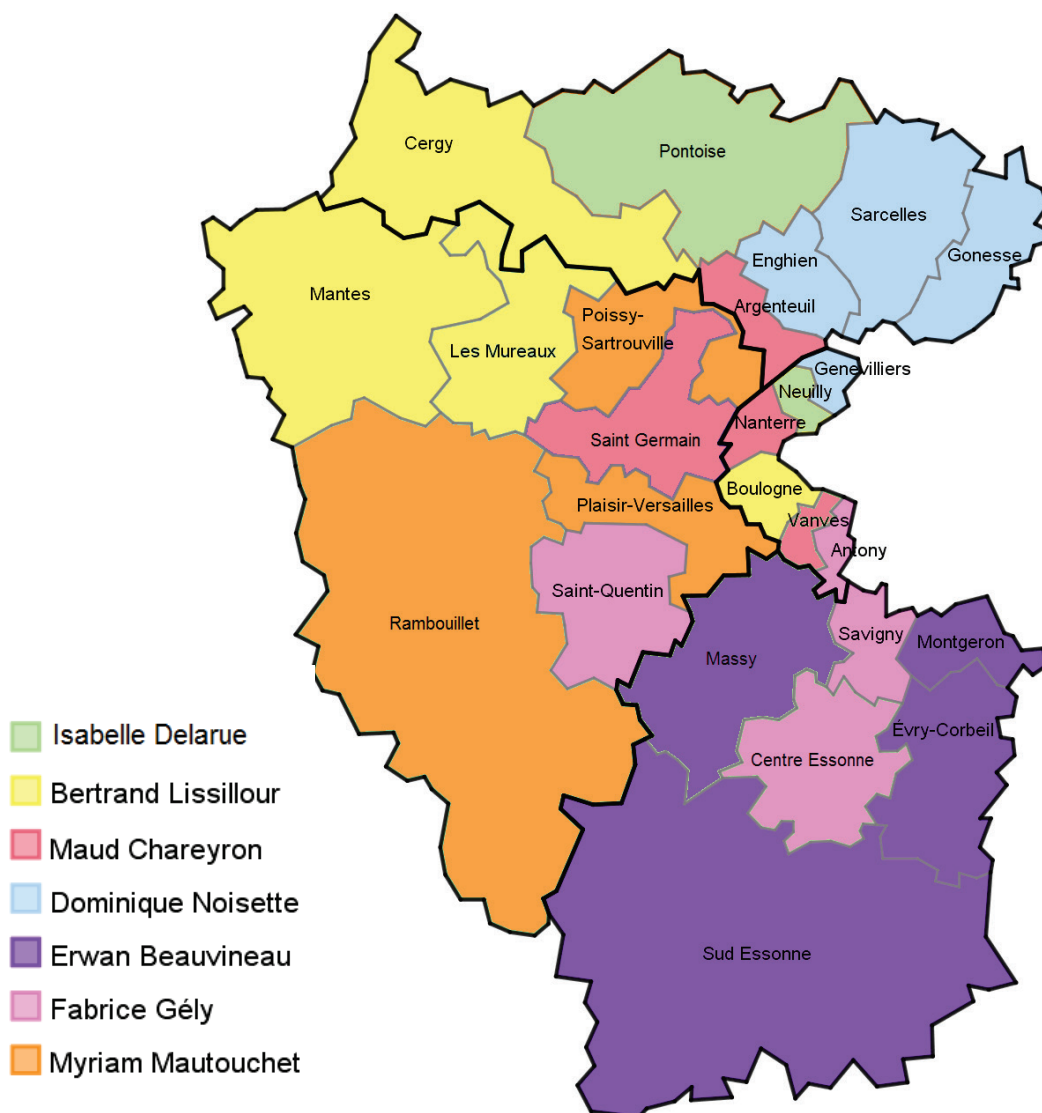 Cergy
Pontoise
Sarcelles
Gonesse
Enghien
Mantes
Argenteuil
Poissy-
Sartrouville
Les Mureaux
Genevilliers
Neuilly
Nanterre
Saint Germain
Boulogne
Plaisir-Versailles
Vanves
Antony
Saint-Quentin
Rambouillet
Savigny
Montgeron
Massy
Évry-Corbeil
Centre Essonne
Sud Essonne
Isabelle Delarue
Bertrand Lissillour
Maud Chareyron
Dominique Noisette
Erwan Beauvineau
Fabrice Gély
Myriam Mautouchet